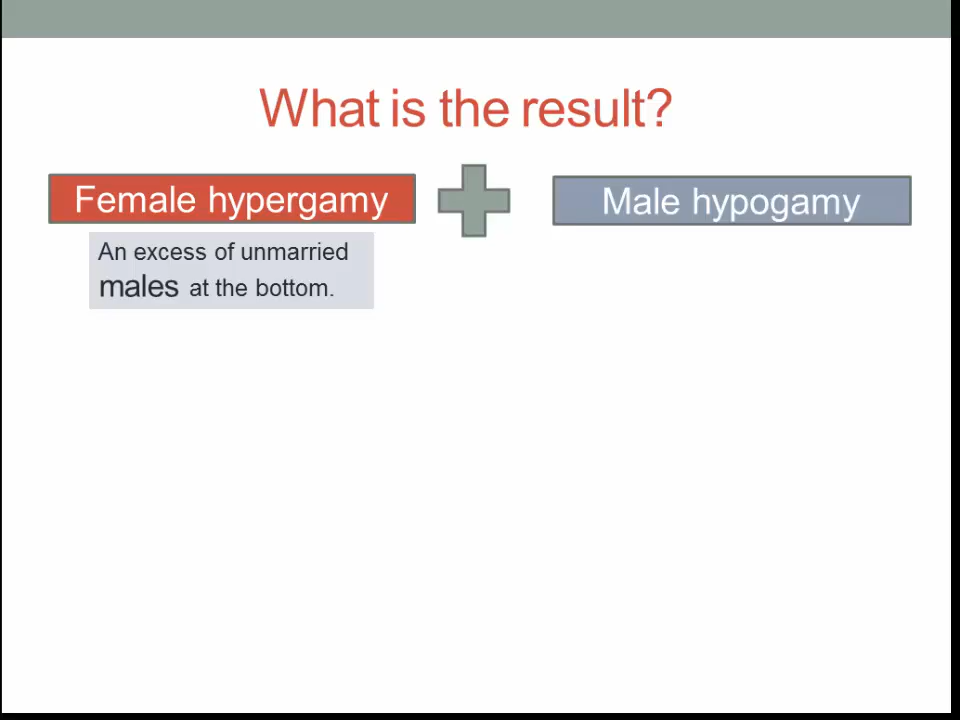 What is the result?
Female hypergamy
Male hypogamy
An excess of unmarried
males at the bottom.